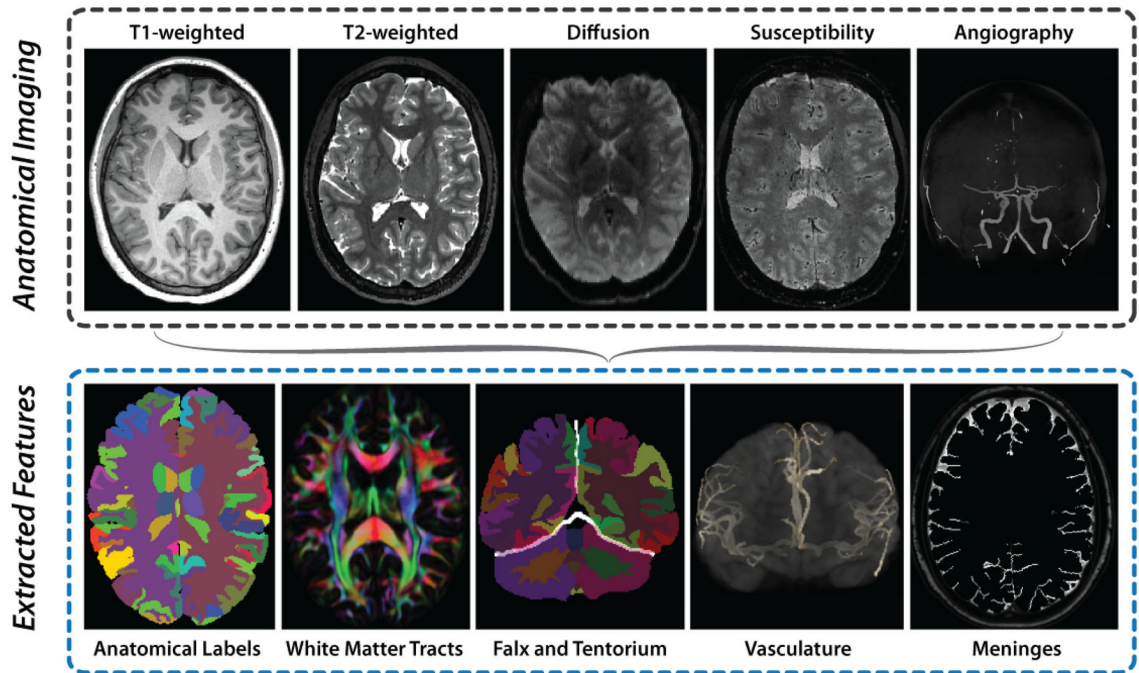 Anatomical Imaging
T1-weighted
T2-weighted
Diffusion
Susceptibility
Angiography
Extracted Features
Anatomical Labels
White Matter Tracts
Falx and Tentorium
Vasculature
Meninges